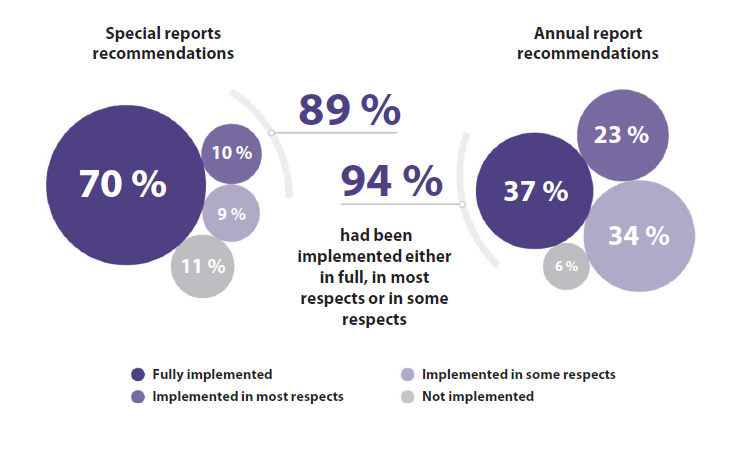 Special reports
recommendations
Annual report
recommendations
89 %
94 %
had been
implemented either
in full, in most
respects or in some
respects
70 %
10 %
9 %
11 %
37 %
23 %
34 %
6 %
Fully implemented
Implemented in most respects
Implemented in some respects
Not implemented